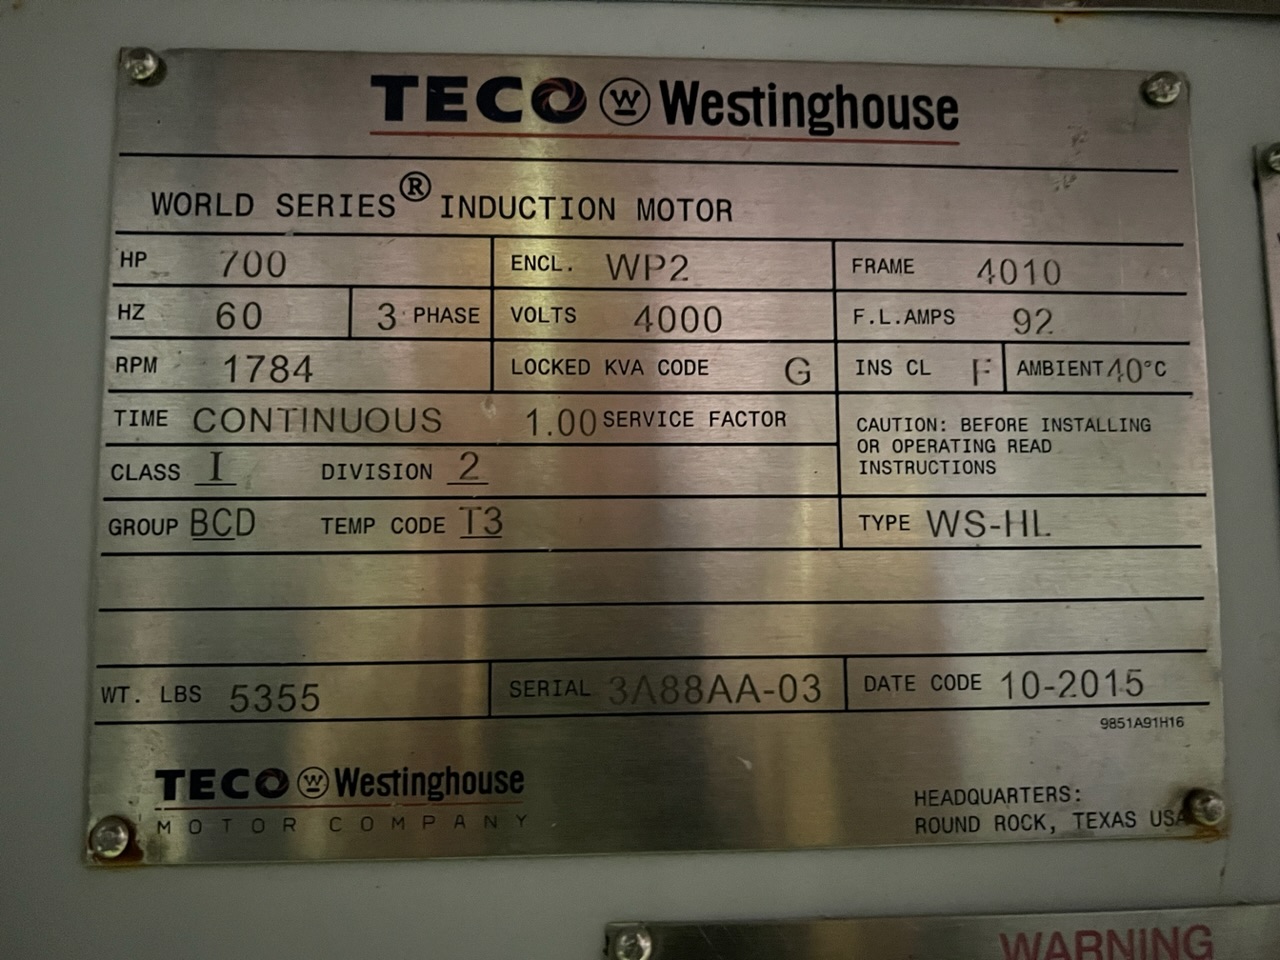 TECO W Westinghouse
WORLD SERIES® INDUCTION MOTOR
HP 700 ENCL. WP2 FRAME 4010
HZ 60 3 PHASE VOLTS 4000 F.L.AMPS 92
RPM 1784 LOCKED KVA CODE G INS CL F AMBIENT 40°C
TIME CONTINUOUS 1.00 SERVICE FACTOR
CAUTION: BEFORE INSTALLING
OR OPERATING READ
INSTRUCTIONS
CLASS I DIVISION 2
GROUP BCD TEMP CODE T3 TYPE WS-HL
WT. LBS 5355 SERIAL 3A88AA-03 DATE CODE 10-2015
9851A91H16
TECO W Westinghouse
MOTOR COMPANY
HEADQUARTERS:
ROUND ROCK, TEXAS USA
WARNING